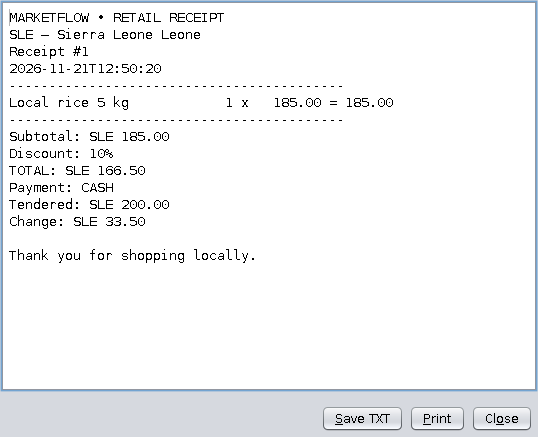 MARKETFLOW • RETAIL RECEIPT
SLE — Sierra Leone Leone
Receipt #1
2026-11-21T12:50:20
---------------------------------------
Local rice 5 kg 1 x 185.00 = 185.00
---------------------------------------
Subtotal: SLE 185.00
Discount: 10%
TOTAL: SLE 166.50
Payment: CASH
Tendered: SLE 200.00
Change: SLE 33.50
Thank you for shopping locally.
Save TXT Print Close